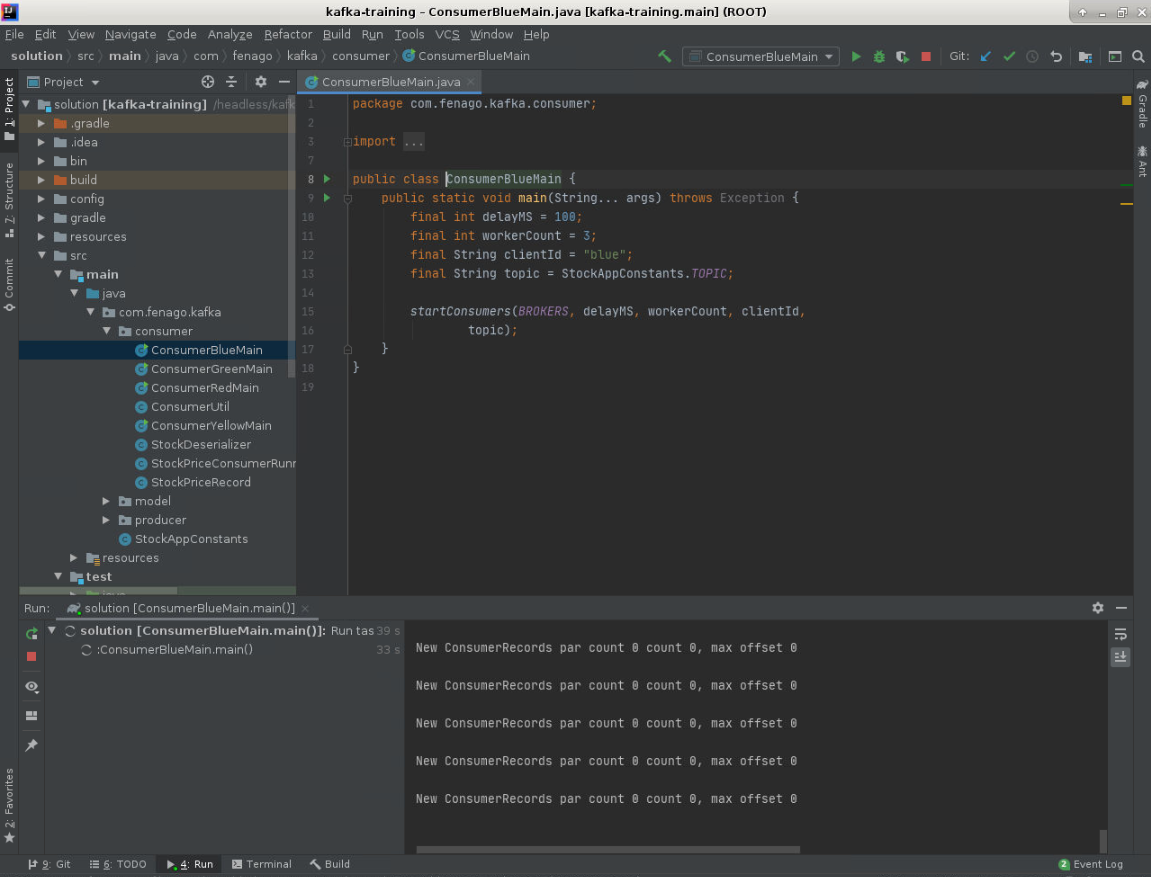 kafka-training – ConsumerBlueMain.java [kafka-training.main] (ROOT)
File Edit View Navigate Code Analyze Refactor Build Run Tools VCS Window Help
solution src main java com fenago kafka consumer ConsumerBlueMain ConsumerBlueMain Git:
Project
ConsumerBlueMain.java
1: Project
7: Structure
Commit
2: Favorites
Gradle
Ant
solution [kafka-training] /headless/kafk
.gradle
.idea
bin
build
config
gradle
resources
src
main
java
com.fenago.kafka
consumer
ConsumerBlueMain
ConsumerGreenMain
ConsumerRedMain
ConsumerUtil
ConsumerYellowMain
StockDeserializer
StockPriceConsumerRunn
StockPriceRecord
model
producer
StockAppConstants
resources
test
java
1 package com.fenago.kafka.consumer;
2
3 import ...
7
8 public class ConsumerBlueMain {
9 public static void main(String... args) throws Exception {
10 final int delayMS = 100;
11 final int workerCount = 3;
12 final String clientId = "blue";
13 final String topic = StockAppConstants.TOPIC;
14
15 startConsumers(BROKERS, delayMS, workerCount, clientId,
16 topic);
17 }
18 }
19
Run: solution [ConsumerBlueMain.main()]
solution [ConsumerBlueMain.main()]: Run tas 39 s
:ConsumerBlueMain.main() 33 s
New ConsumerRecords par count 0 count 0, max offset 0
New ConsumerRecords par count 0 count 0, max offset 0
New ConsumerRecords par count 0 count 0, max offset 0
New ConsumerRecords par count 0 count 0, max offset 0
New ConsumerRecords par count 0 count 0, max offset 0
9: Git 6: TODO 4: Run Terminal Build 2 Event Log